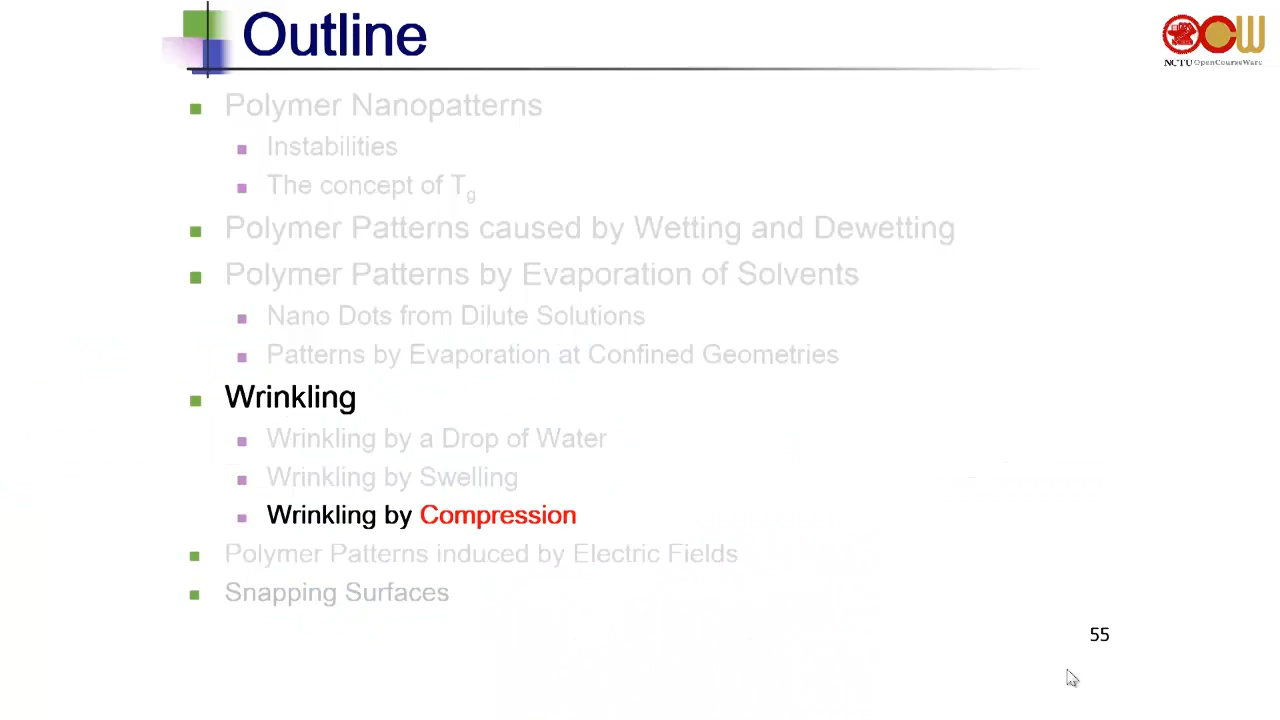 Outline
NCTU OpenCourseWare
Polymer Nanopatterns
Instabilities
The concept of Tg
Polymer Patterns caused by Wetting and Dewetting
Polymer Patterns by Evaporation of Solvents
Nano Dots from Dilute Solutions
Patterns by Evaporation at Confined Geometries
Wrinkling
Wrinkling by a Drop of Water
Wrinkling by Swelling
Wrinkling by Compression
Polymer Patterns induced by Electric Fields
Snapping Surfaces
55